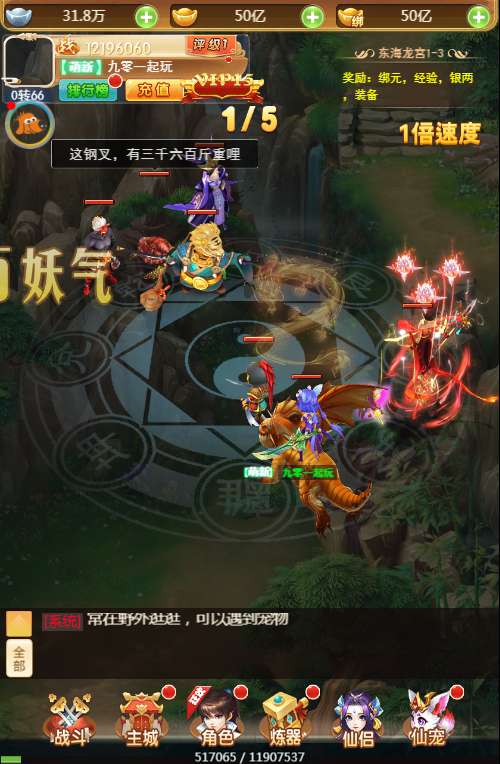 31.8万
50亿
绑
50亿
妖 12196060
评级1
[萌新] 九零一起玩
0转66
排行榜
充值
VIP15
东海龙宫1-3
奖励：绑元，经验，银两
，装备
1/5
1倍速度
这钢叉，有三千六百斤重哩
妖气
[萌新] 九零一起玩
[系统] 常在野外逛逛，可以遇到宠物
全部
战斗
主城
角色
炼器
仙侣
仙宠
517065 / 11907537